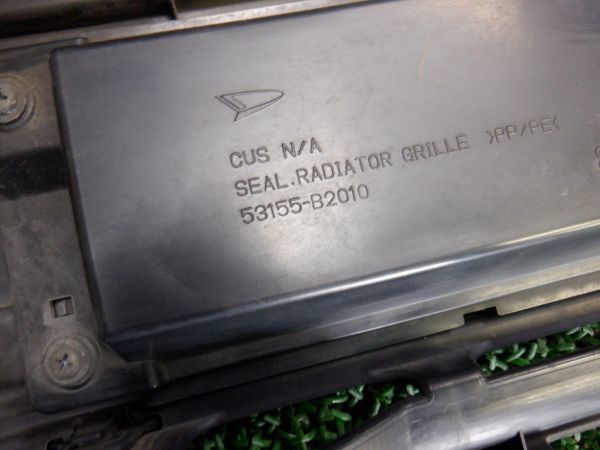 CUS N/A
SEAL.RADIATOR GRILLE >PP/PE<
53155-B2010